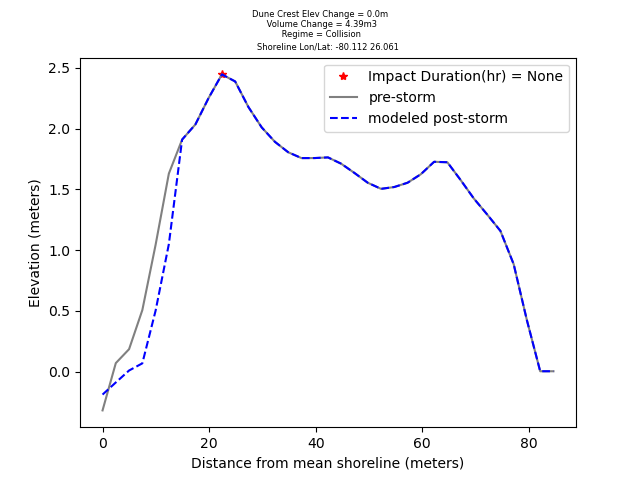 Dune Crest Elev Change = 0.0m
Volume Change = 4.39m3
Regime = Collision
Shoreline Lon/Lat: -80.112 26.061
Impact Duration(hr) = None
pre-storm
modeled post-storm
2.5
2.0
1.5
1.0
0.5
0.0
Elevation (meters)
0 20 40 60 80
Distance from mean shoreline (meters)